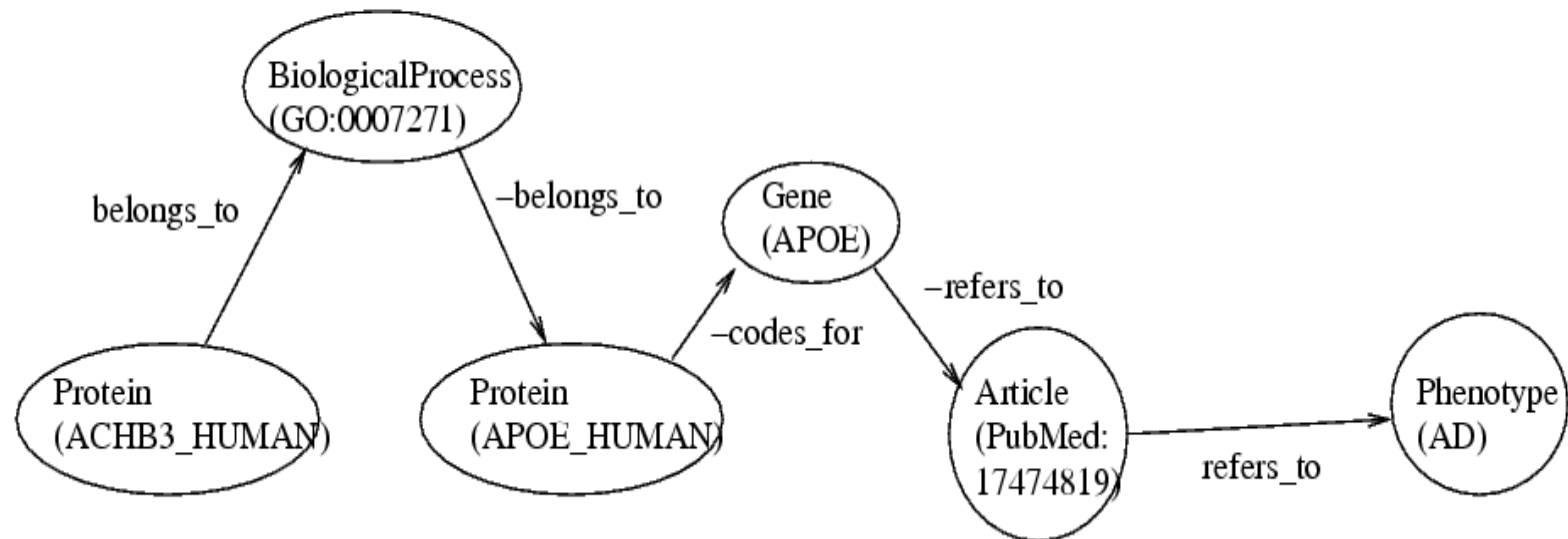 BiologicalProcess
(GO:0007271)
belongs_to
–belongs_to
Gene
(APOE)
–refers_to
–codes_for
Protein
(ACHB3_HUMAN)
Protein
(APOE_HUMAN)
Article
(PubMed:
17474819)
refers_to
Phenotype
(AD)